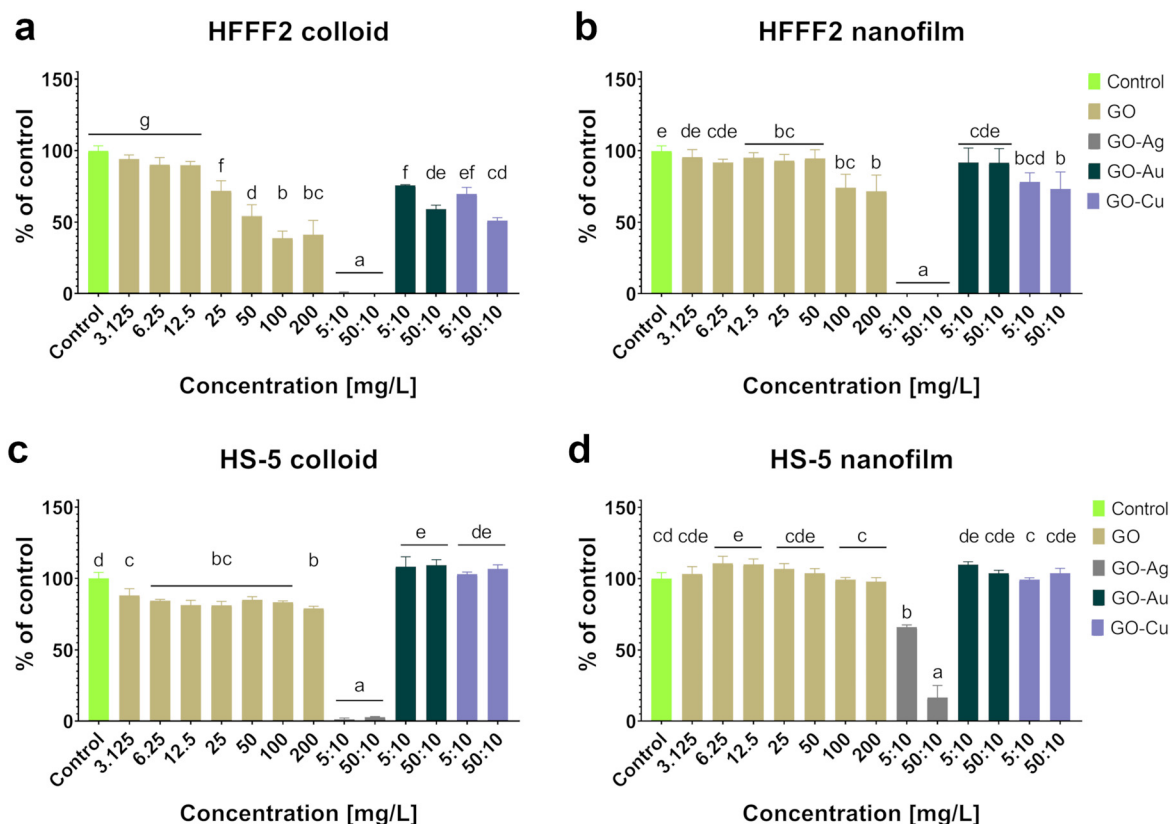 a
HFFF2 colloid
% of control
150
100
50
0
g
f
d
b
bc
a
f
de
ef
cd
Control
3.125
6.25
12.5
25
50
100
200
5:10
50:10
5:10
50:10
5:10
50:10
Concentration [mg/L]
b
HFFF2 nanofilm
% of control
150
100
50
0
e
de
cde
bc
bc
b
a
cde
bcd
b
Control
3.125
6.25
12.5
25
50
100
200
5:10
50:10
5:10
50:10
5:10
50:10
Concentration [mg/L]
Control
GO
GO-Ag
GO-Au
GO-Cu
c
HS-5 colloid
% of control
150
100
50
0
d
c
bc
b
a
e
de
Control
3.125
6.25
12.5
25
50
100
200
5:10
50:10
5:10
50:10
5:10
50:10
Concentration [mg/L]
d
HS-5 nanofilm
% of control
150
100
50
0
cd
cde
e
cde
c
b
a
de
cde
c
cde
Control
3.125
6.25
12.5
25
50
100
200
5:10
50:10
5:10
50:10
5:10
50:10
Concentration [mg/L]
Control
GO
GO-Ag
GO-Au
GO-Cu